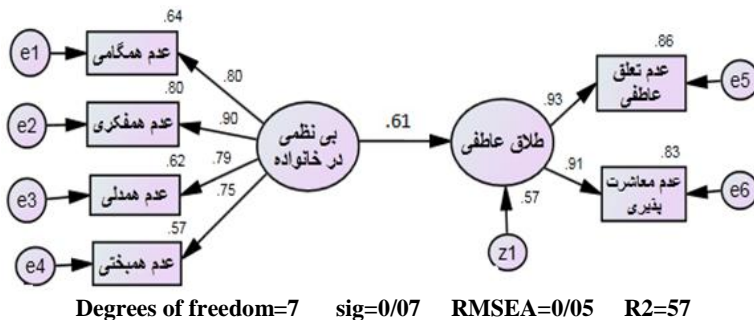 .64
e1
عدم همگامی
.80
.80
e2
عدم همفکری
.90
.62
e3
عدم همدلی
.79
.57
e4
عدم همبختی
.75
بی نظمی
در خانواده
.61
طلاق عاطفی
.57
z1
.93
.86
عدم تعلق
عاطفی
e5
.91
.83
عدم معاشرت
پذیری
e6
Degrees of freedom=7 sig=0/07 RMSEA=0/05 R2=57